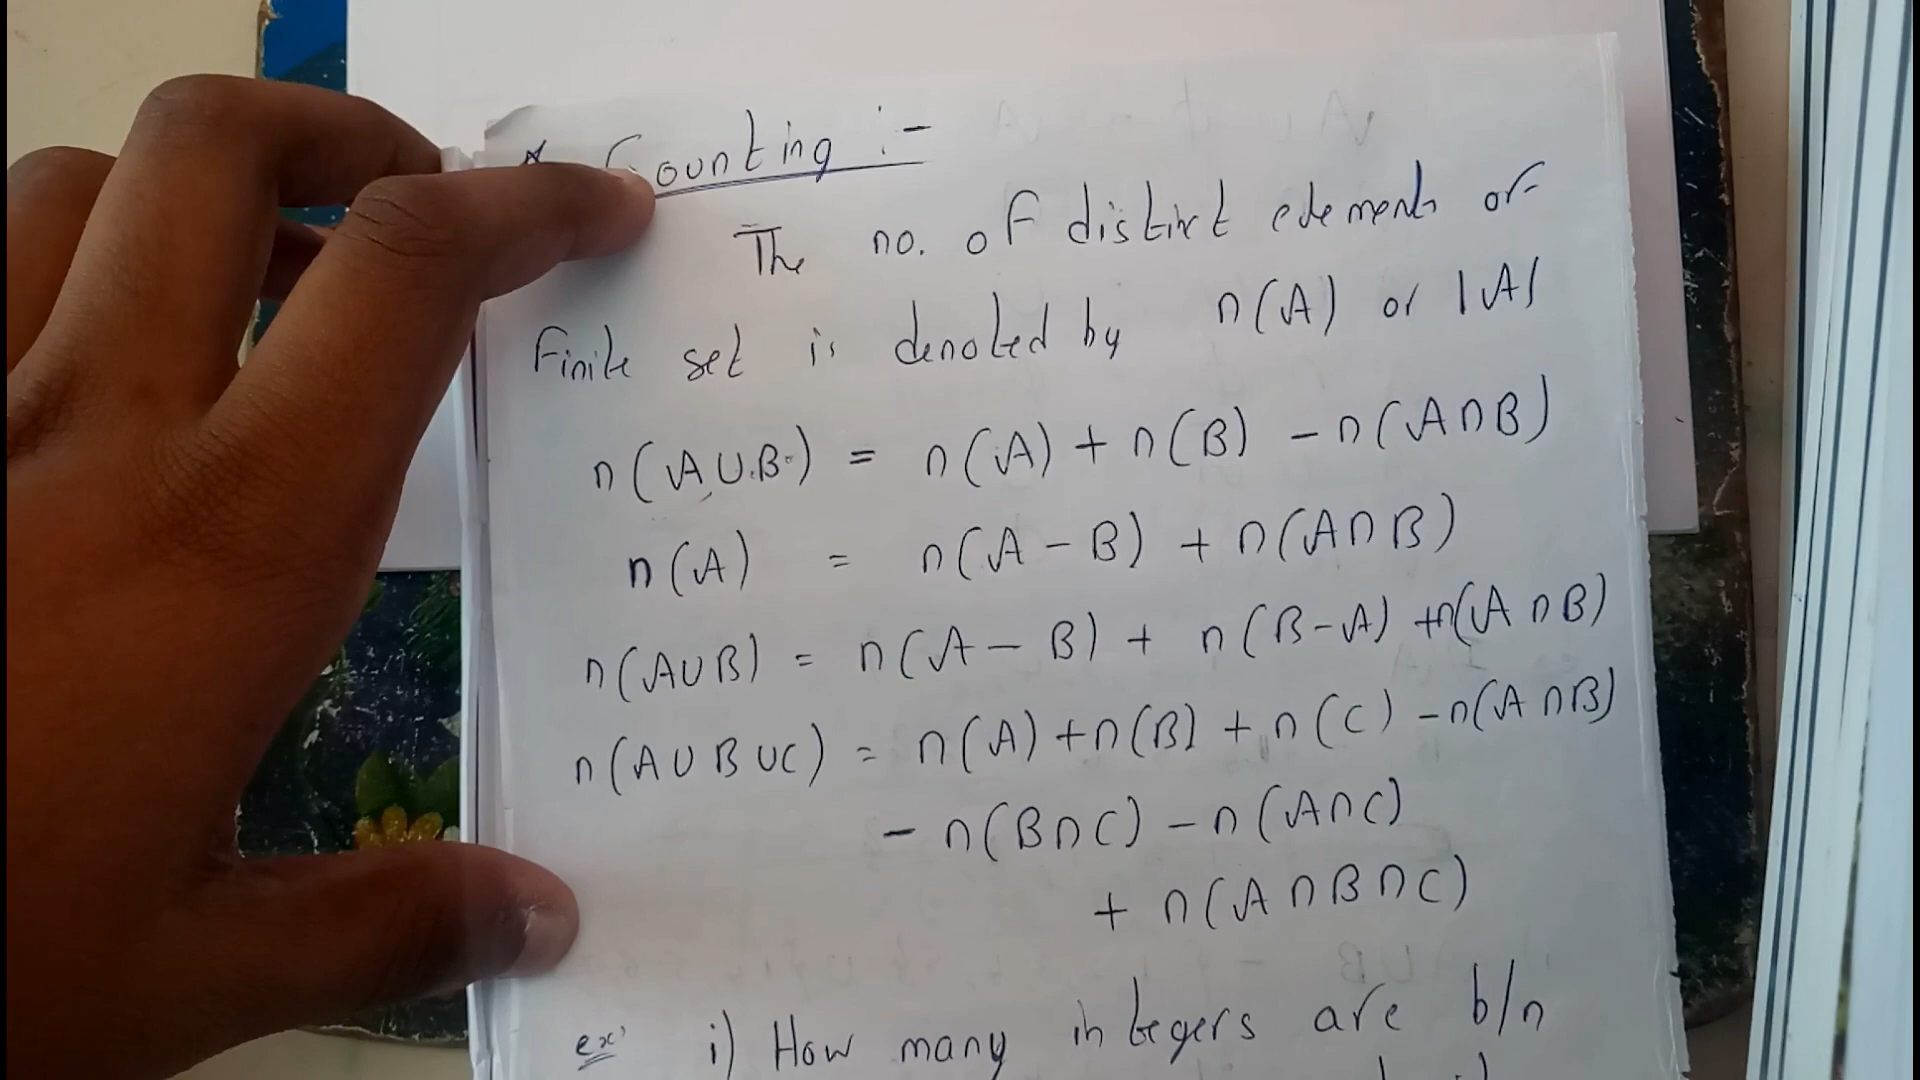 * Counting :-
The no. of distinct elements of
Finite set is denoted by n(A) or |A|
n(A∪B) = n(A) + n(B) - n(A∩B)
n(A) = n(A - B) + n(A∩B)
n(A∪B) = n(A - B) + n(B-A) + n(A∩B)
n(A∪B∪C) = n(A) + n(B) + n(C) - n(A∩B)
- n(B∩C) - n(A∩C)
+ n(A∩B∩C)
ex: i) How many integers are b/n